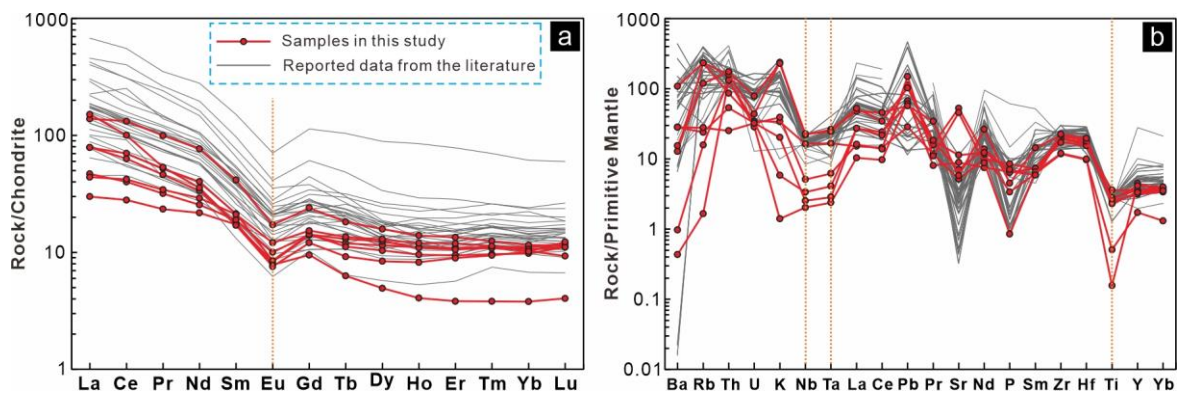 a
Samples in this study
Reported data from the literature
Rock/Chondrite
1000
100
10
1
La Ce Pr Nd Sm Eu Gd Tb Dy Ho Er Tm Yb Lu
b
Rock/Primitive Mantle
1000
100
10
1
0.1
0.01
Ba Rb Th U K Nb Ta La Ce Pb Pr Sr Nd P Sm Zr Hf Ti Y Yb